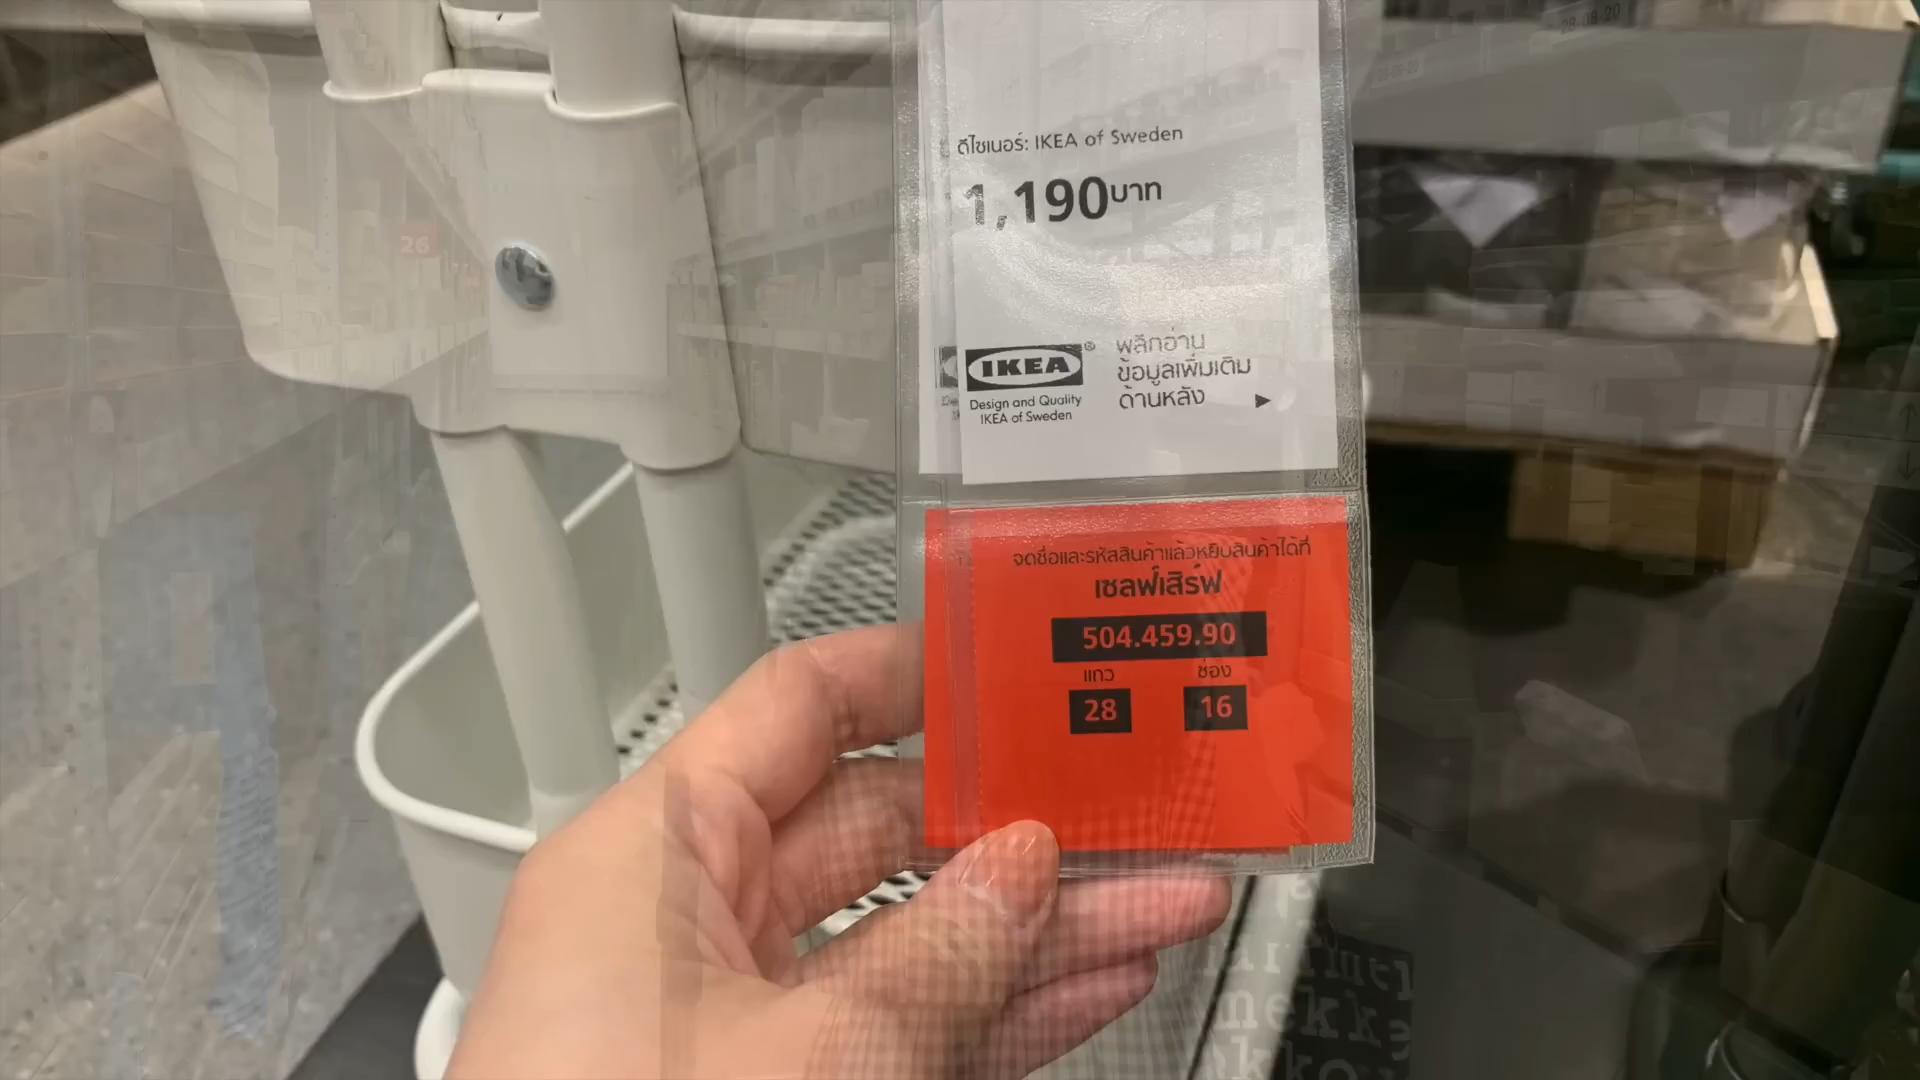 28-08-20
26
ดีไซเนอร์: IKEA of Sweden
1,190บาท
IKEA®
Design and Quality
IKEA of Sweden
พลิกอ่าน
ข้อมูลเพิ่มเติม
ด้านหลัง
จดชื่อและรหัสสินค้าแล้วหยิบสินค้าได้ที่
เซลฟ์เสิร์ฟ
504.459.90
แถว ช่อง
28 16